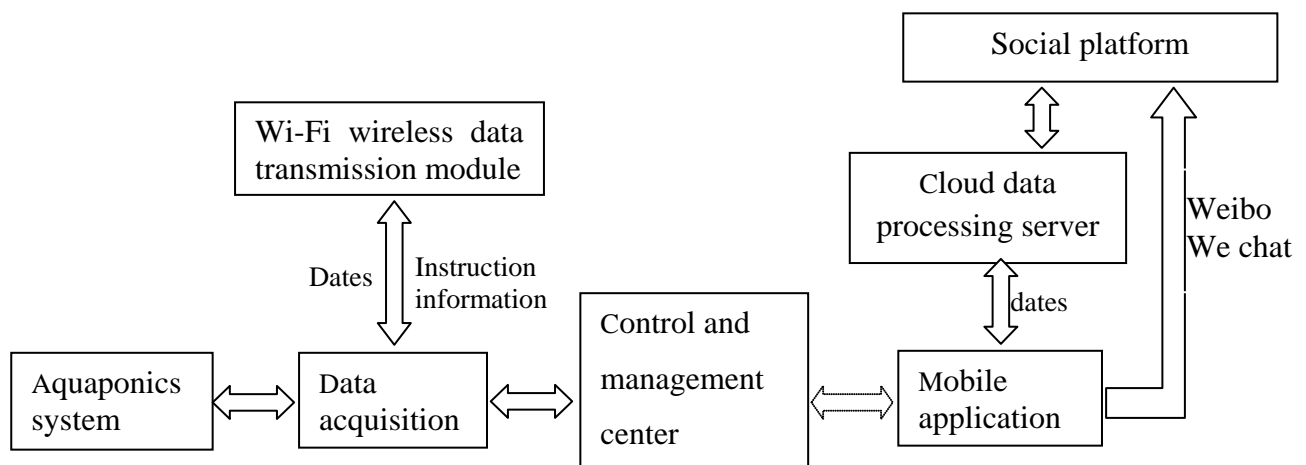 Social platform
Wi-Fi wireless data
transmission module
Cloud data
processing server
Weibo
We chat
Dates
Instruction
information
dates
Control and
management
center
Aquaponics
system
Data
acquisition
Mobile
application